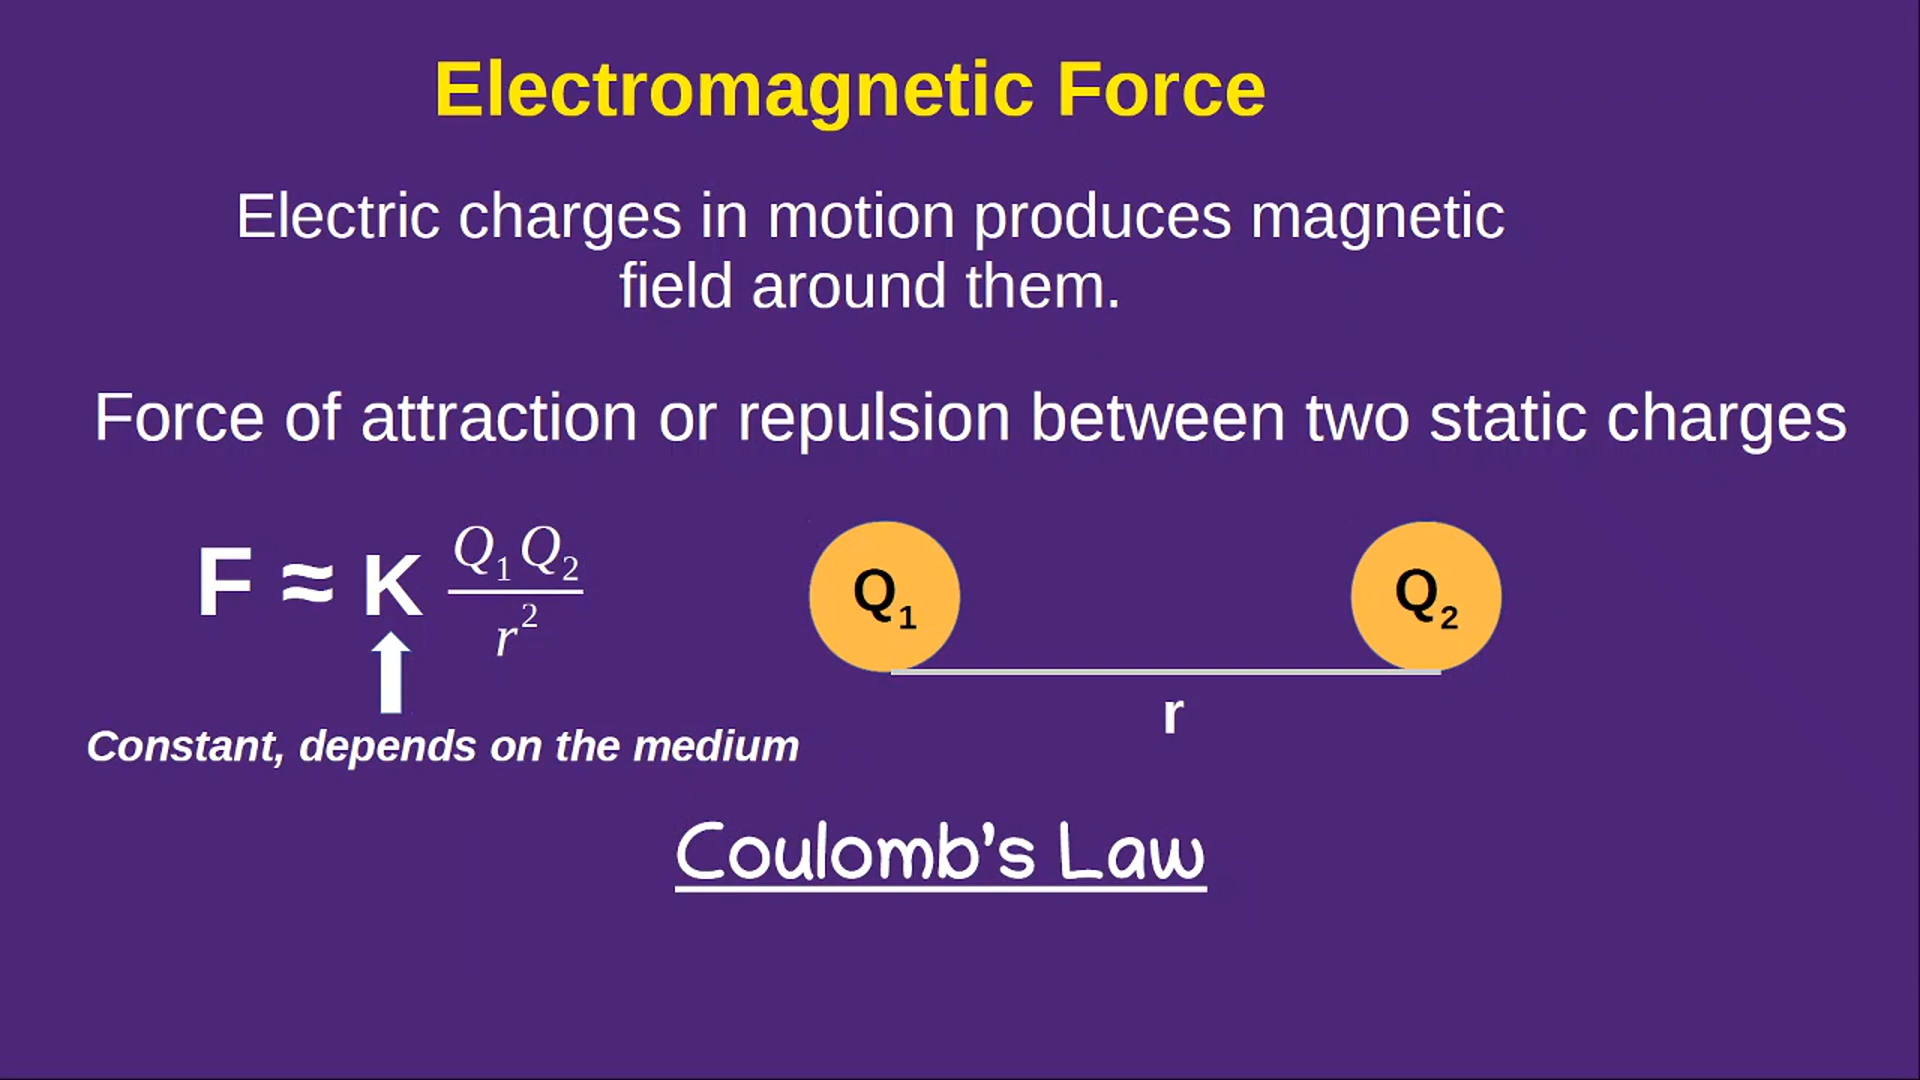 Electromagnetic Force
Electric charges in motion produces magnetic
field around them.
Force of attraction or repulsion between two static charges
F ≈ K Q₁Q₂ / r²
Q₁
Q₂
r
Constant, depends on the medium
Coulomb's Law